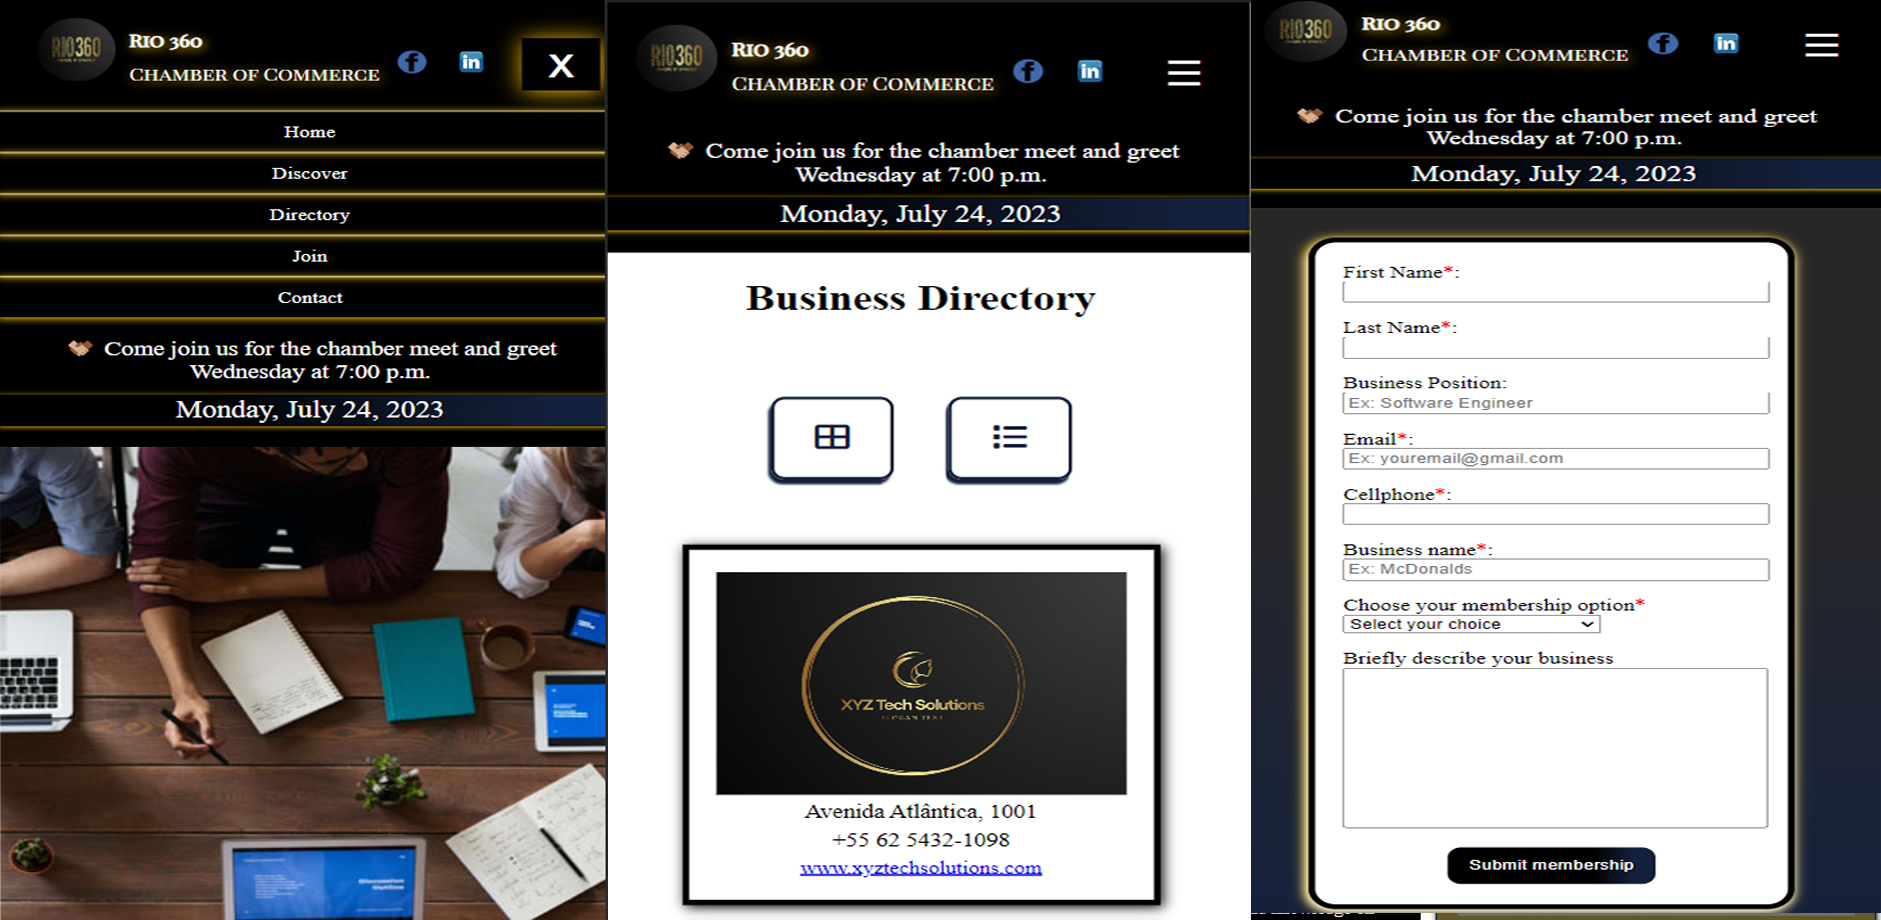 RIO360
RIO 360
CHAMBER OF COMMERCE
f
in
X
Home
Discover
Directory
Join
Contact
Come join us for the chamber meet and greet
Wednesday at 7:00 p.m.
Monday, July 24, 2023
Discussion
Outline
RIO360
RIO 360
CHAMBER OF COMMERCE
f
in
Come join us for the chamber meet and greet
Wednesday at 7:00 p.m.
Monday, July 24, 2023
Business Directory
XYZ Tech Solutions
SLOGAN TEXT
Avenida Atlântica, 1001
+55 62 5432-1098
www.xyztechsolutions.com
RIO360
RIO 360
CHAMBER OF COMMERCE
f
in
Come join us for the chamber meet and greet
Wednesday at 7:00 p.m.
Monday, July 24, 2023
First Name*:
Last Name*:
Business Position:
Ex: Software Engineer
Email*:
Ex: youremail@gmail.com
Cellphone*:
Business name*:
Ex: McDonalds
Choose your membership option*
Select your choice
Briefly describe your business
Submit membership